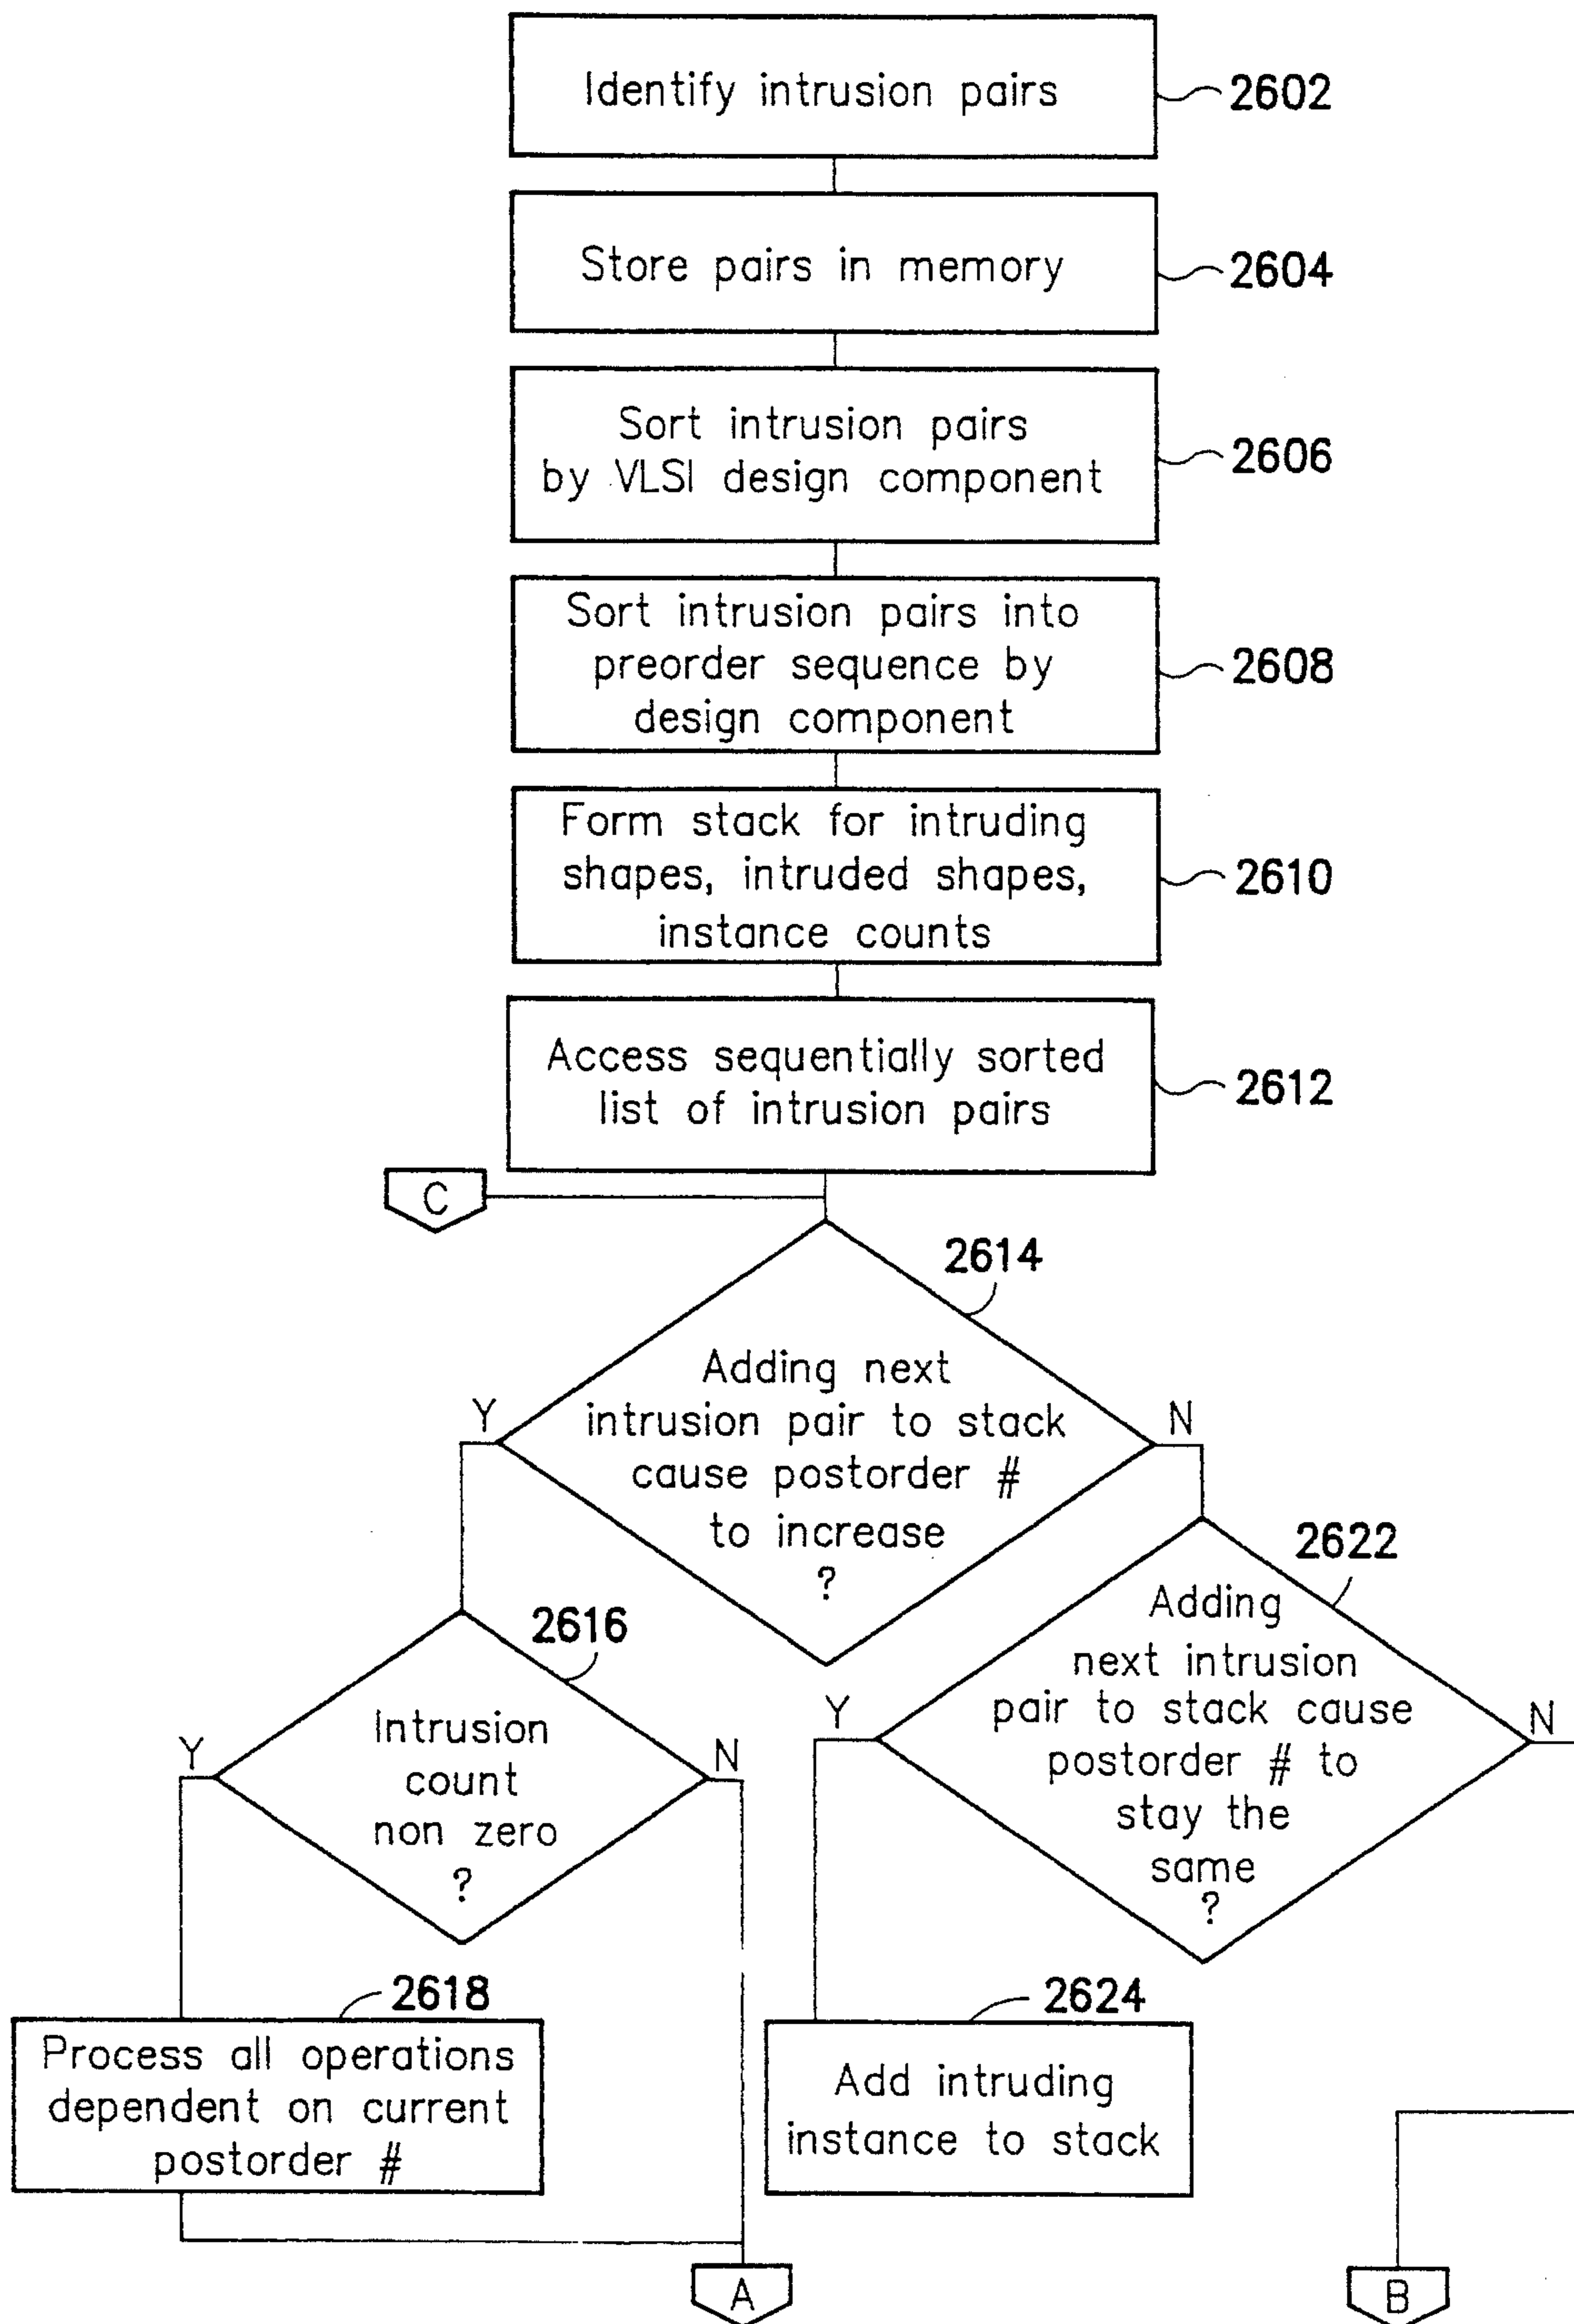 Identify intrusion pairs
2602
Store pairs in memory
2604
Sort intrusion pairs
by VLSI design component
2606
Sort intrusion pairs into
preorder sequence by
design component
2608
Form stack for intruding
shapes, intruded shapes,
instance counts
2610
Access sequentially sorted
list of intrusion pairs
2612
C
2614
Adding next
intrusion pair to stack
cause postorder #
to increase
?
Y
N
2616
Intrusion
count
non zero
?
Y
N
2622
Adding
next intrusion
pair to stack cause
postorder # to
stay the
same
?
Y
N
2618
Process all operations
dependent on current
postorder #
2624
Add intruding
instance to stack
A
B